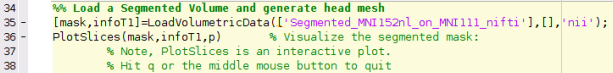 34 %% Load a Segmented Volume and generate head mesh
35 - [mask,infoT1]=LoadVolumetricData(['Segmented_MNI152nl_on_MNI111_nifti'],[],'nii');
36 - PlotSlices(mask,infoT1,p) % Visualize the segmented mask:
37 % Note, PlotSlices is an interactive plot.
38 % Hit q or the middle mouse button to quit